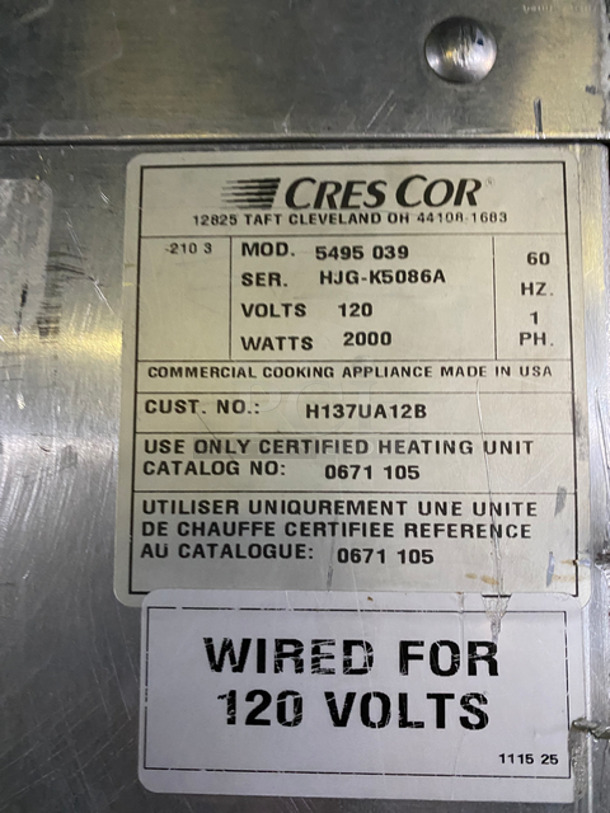 CRES COR®
12825 TAFT CLEVELAND OH 44108-1683
-210 3
MOD. 5495 039
SER. HJG-K5086A
VOLTS 120
WATTS 2000
60
HZ.
1
PH.
COMMERCIAL COOKING APPLIANCE MADE IN USA
CUST. NO.: H137UA12B
USE ONLY CERTIFIED HEATING UNIT
CATALOG NO: 0671 105
UTILISER UNIQUREMENT UNE UNITE
DE CHAUFFE CERTIFIEE REFERENCE
AU CATALOGUE: 0671 105
WIRED FOR
120 VOLTS
1115 25